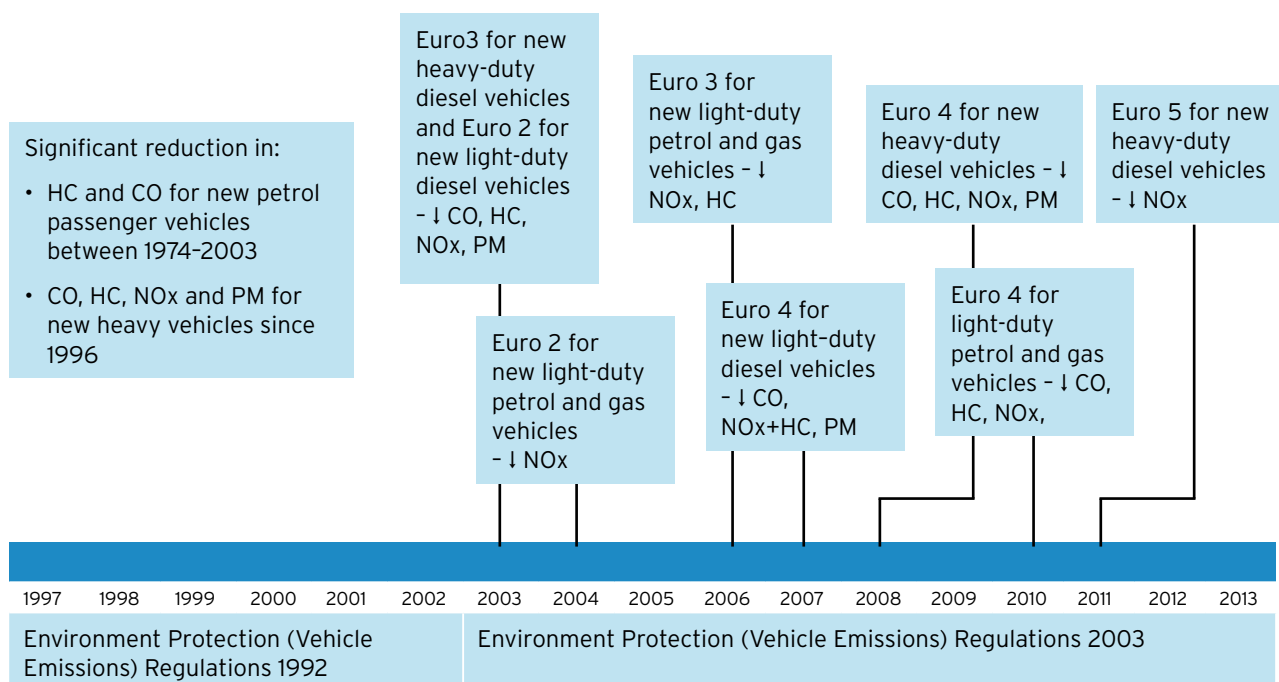 Significant reduction in:
• HC and CO for new petrol
passenger vehicles
between 1974–2003
• CO, HC, NOx and PM for
new heavy vehicles since
1996
Euro3 for new
heavy-duty
diesel vehicles
and Euro 2 for
new light-duty
diesel vehicles
– ↓ CO, HC,
NOx, PM
Euro 2 for
new light-duty
petrol and gas
vehicles
– ↓ NOx
Euro 3 for
new light-duty
petrol and gas
vehicles – ↓
NOx, HC
Euro 4 for
new light-duty
diesel vehicles
– ↓ CO,
NOx+HC, PM
Euro 4 for new
heavy-duty
diesel vehicles – ↓
CO, HC, NOx, PM
Euro 4 for
light-duty
petrol and gas
vehicles – ↓ CO,
HC, NOx,
Euro 5 for new
heavy-duty
diesel vehicles
– ↓ NOx
1997 1998 1999 2000 2001 2002 2003 2004 2005 2006 2007 2008 2009 2010 2011 2012 2013
Environment Protection (Vehicle
Emissions) Regulations 1992
Environment Protection (Vehicle Emissions) Regulations 2003